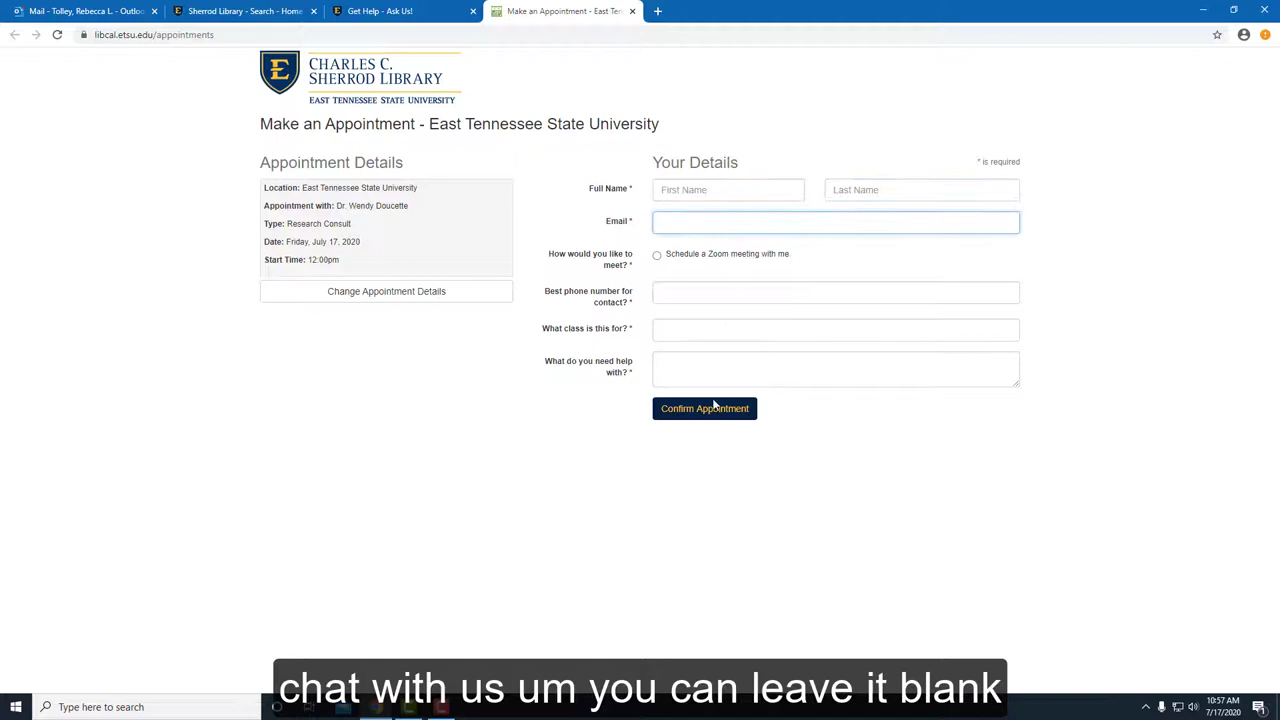 Mail - Tolley, Rebecca L. - Outloo
Sherrod Library - Search - Home
Get Help - Ask Us!
Make an Appointment - East Ten
libcal.etsu.edu/appointments
CHARLES C.
SHERROD LIBRARY
EAST TENNESSEE STATE UNIVERSITY
Make an Appointment - East Tennessee State University
Appointment Details
Location: East Tennessee State University
Appointment with: Dr. Wendy Doucette
Type: Research Consult
Date: Friday, July 17, 2020
Start Time: 12:00pm
Change Appointment Details
Your Details
* is required
Full Name *
First Name
Last Name
Email *
How would you like to
meet? *
Schedule a Zoom meeting with me
Best phone number for
contact? *
What class is this for? *
What do you need help
with? *
Confirm Appointment
chat with us um you can leave it blank
Type here to search
10:57 AM
7/17/2020